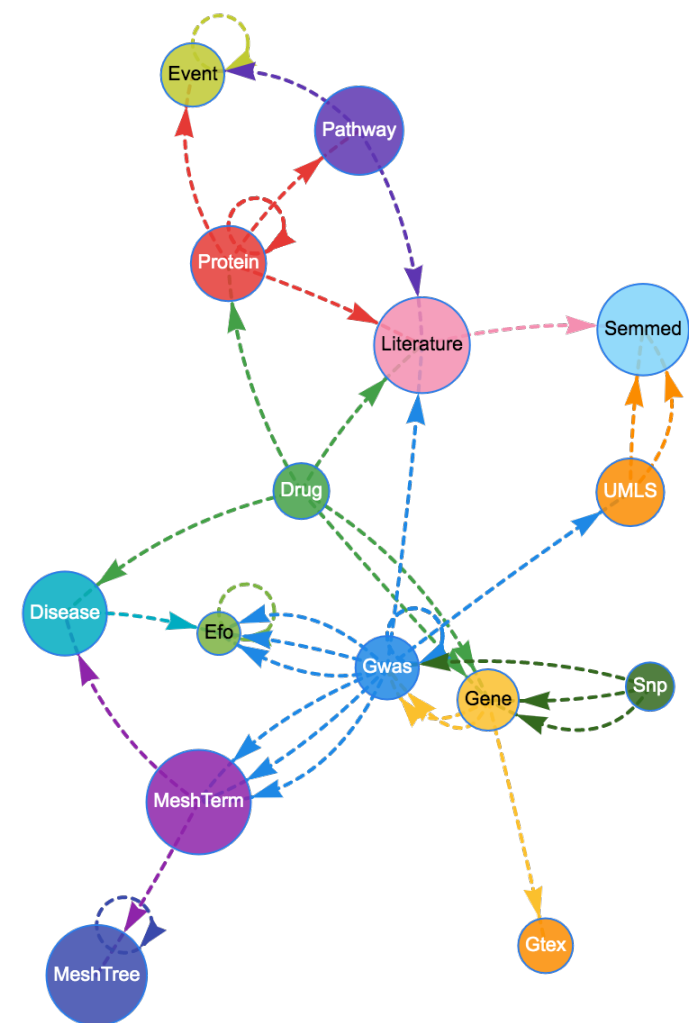 Event
Pathway
Protein
Semmed
Literature
Drug
UMLS
Disease
Efo
Gwas
Snp
Gene
MeshTerm
Gtex
MeshTree